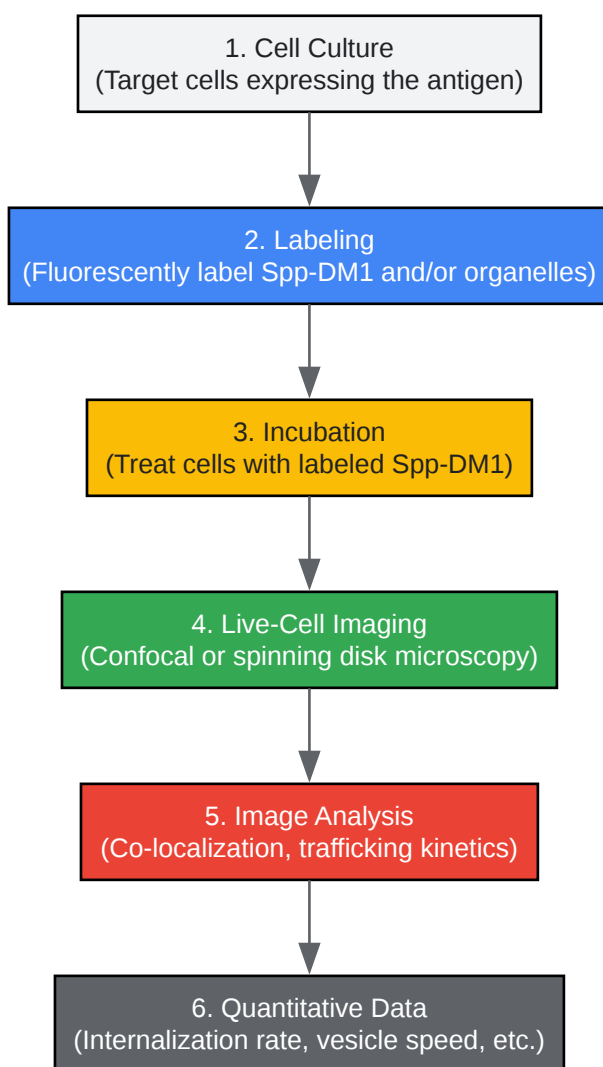 1. Cell Culture
(Target cells expressing the antigen)
2. Labeling
(Fluorescently label Spp-DM1 and/or organelles)
3. Incubation
(Treat cells with labeled Spp-DM1)
4. Live-Cell Imaging
(Confocal or spinning disk microscopy)
5. Image Analysis
(Co-localization, trafficking kinetics)
6. Quantitative Data
(Internalization rate, vesicle speed, etc.)